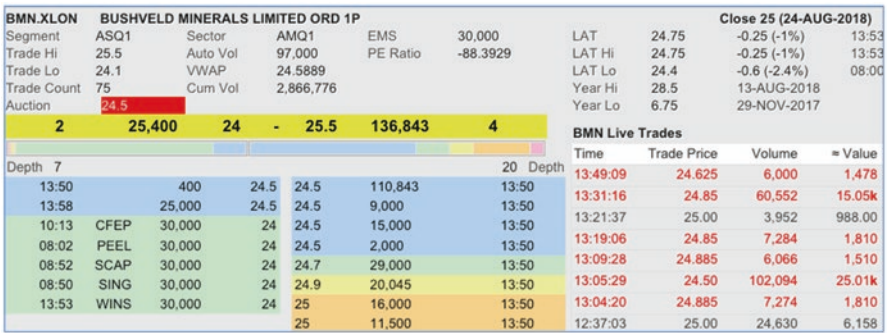 BMN.XLON BUSHVELD MINERALS LIMITED ORD 1P Close 25 (24-AUG-2018)
Segment ASQ1 Sector AMQ1 EMS 30,000 LAT 24.75 -0.25 (-1%) 13:53
Trade Hi 25.5 Auto Vol 97,000 PE Ratio -88.3929 LAT Hi 24.75 -0.25 (-1%) 13:53
Trade Lo 24.1 VWAP 24.5889 LAT Lo 24.4 -0.6 (-2.4%) 08:00
Trade Count 75 Cum Vol 2,866,776 Year Hi 28.5 13-AUG-2018
Auction 24.5 Year Lo 6.75 29-NOV-2017
2 25,400 24 - 25.5 136,843 4
Depth 7 20 Depth
13:50 400 24.5 24.5 110,843 13:50
13:58 25,000 24.5 24.5 9,000 13:50
10:13 CFEP 30,000 24 24.5 15,000 13:50
08:02 PEEL 30,000 24 24.5 2,000 13:50
08:52 SCAP 30,000 24 24.7 29,000 13:50
08:50 SING 30,000 24 24.9 20,045 13:50
13:53 WINS 30,000 24 25 16,000 13:50
25 11,500 13:50
BMN Live Trades
Time Trade Price Volume ≈ Value
13:49:09 24.625 6,000 1,478
13:31:16 24.85 60,552 15.05k
13:21:37 25.00 3,952 988.00
13:19:06 24.85 7,284 1,810
13:09:28 24.885 6,066 1,510
13:05:29 24.50 102,094 25.01k
13:04:20 24.885 7,274 1,810
12:37:03 25.00 24,630 6,158